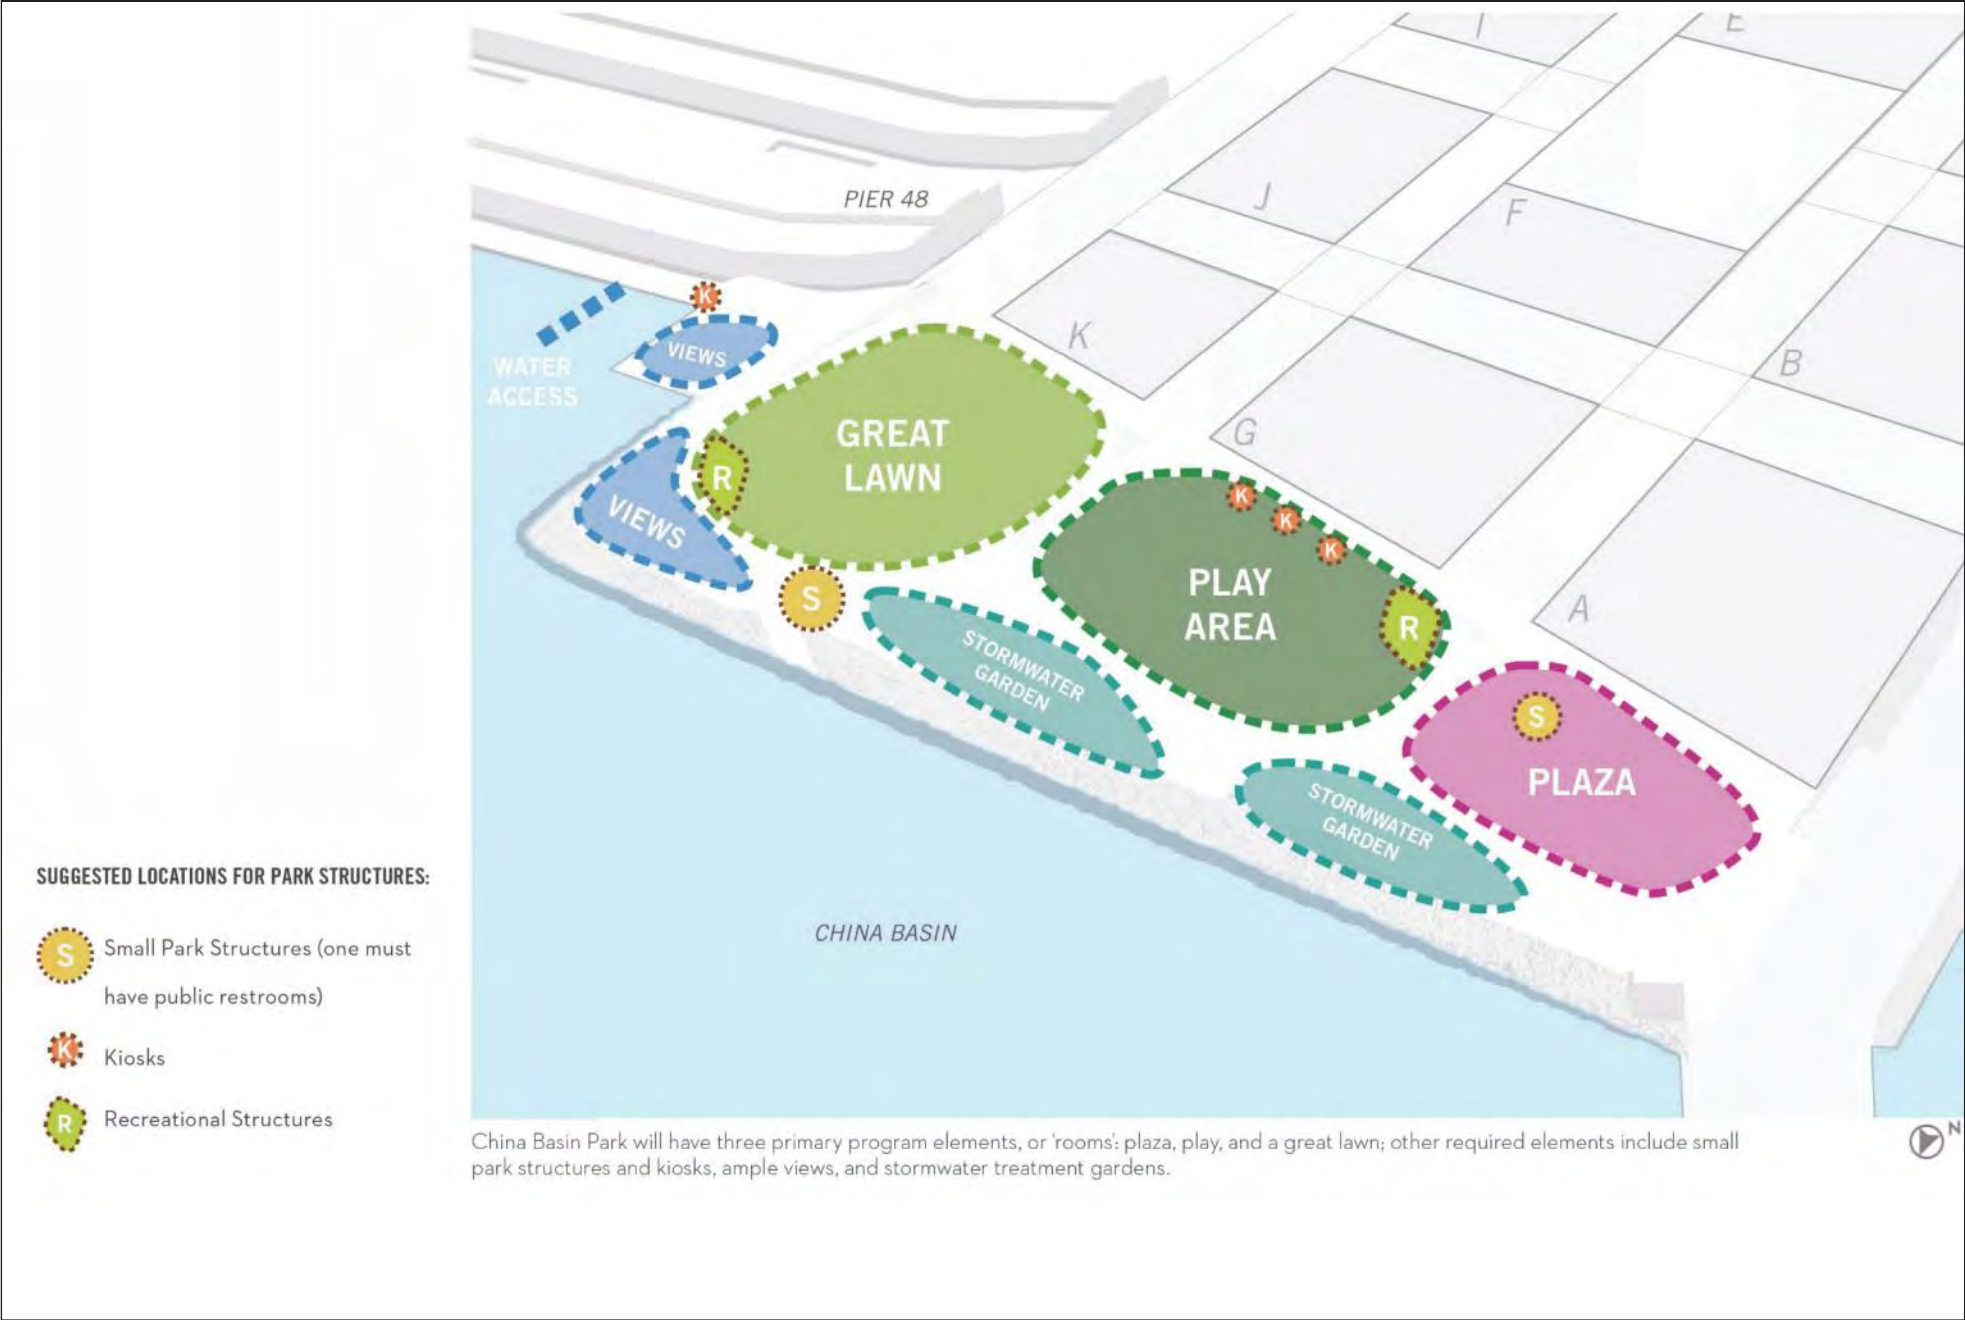 I
E
J
PIER 48
F
K
VIEWS
K
B
WATER
ACCESS
GREAT
LAWN
G
R
VIEWS
K
K
K
PLAY
AREA
S
A
R
STORMWATER
GARDEN
S
PLAZA
STORMWATER
GARDEN
CHINA BASIN
SUGGESTED LOCATIONS FOR PARK STRUCTURES:
S
Small Park Structures (one must
have public restrooms)
K
Kiosks
R
Recreational Structures
China Basin Park will have three primary program elements, or 'rooms': plaza, play, and a great lawn; other required elements include small
park structures and kiosks, ample views, and stormwater treatment gardens.
N